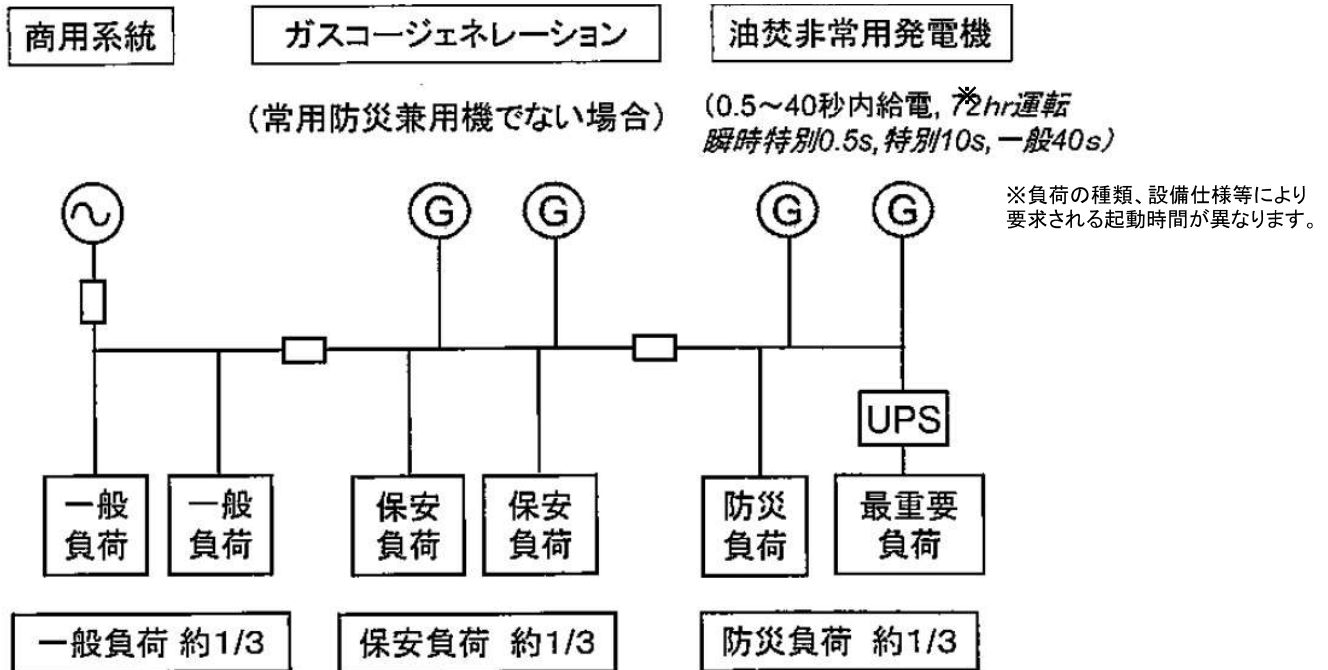 商用系統
ガスコージェネレーション
油焚非常用発電機
(常用防災兼用機でない場合)
※
(0.5～40秒内給電, 72hr運転
瞬時特別0.5s, 特別10s, 一般40s)
※負荷の種類、設備仕様等により
要求される起動時間が異なります。
G
G
G
G
UPS
一般
負荷
一般
負荷
保安
負荷
保安
負荷
防災
負荷
最重要
負荷
一般負荷 約1/3
保安負荷 約1/3
防災負荷 約1/3